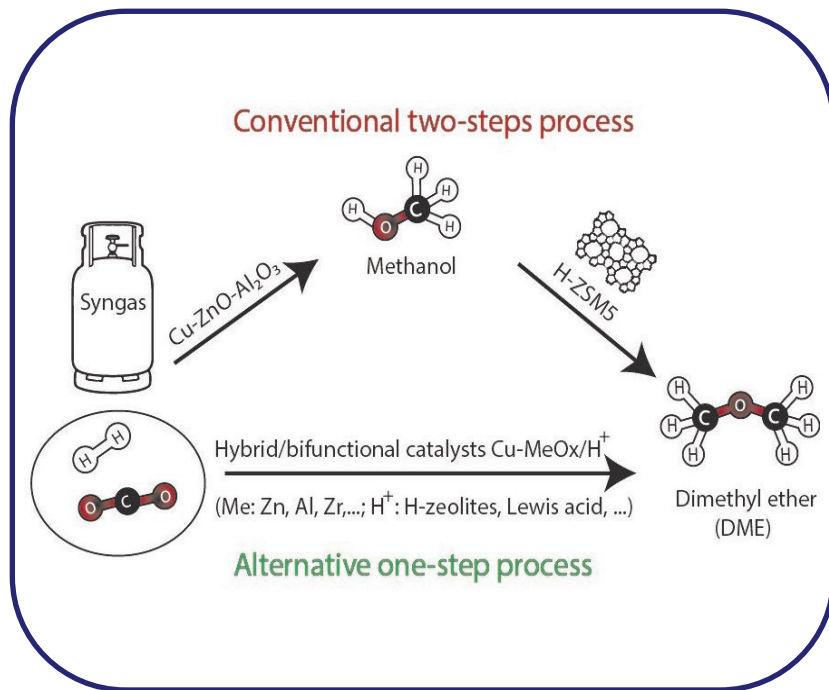 Conventional two-steps process
H
H
H
H
O
C
Methanol
Syngas
Cu-ZnO-Al₂O₃
H-ZSM5
H
H
O
C
O
Hybrid/bifunctional catalysts Cu-MeOx/H⁺
(Me: Zn, Al, Zr,...; H⁺: H-zeolites, Lewis acid, ...)
H
H
H
C
O
C
H
H
H
Dimethyl ether
(DME)
Alternative one-step process